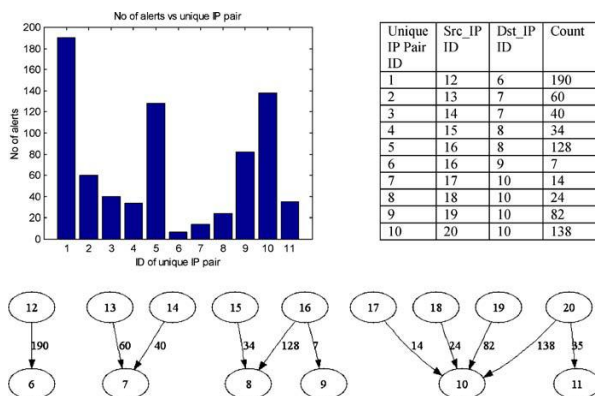 No of alerts vs unique IP pair
200
180
160
140
120
100
80
60
40
20
0
No of alerts
1 2 3 4 5 6 7 8 9 10 11
ID of unique IP pair
Unique IP Pair ID Src_IP ID Dst_IP ID Count
1 12 6 190
2 13 7 60
3 14 7 40
4 15 8 34
5 16 8 128
6 16 9 7
7 17 10 14
8 18 10 24
9 19 10 82
10 20 10 138
12 13 14 15 16 17 18 19 20
190 60 40 34 128 7 14 24 82 138 35
6 7 8 9 10 11